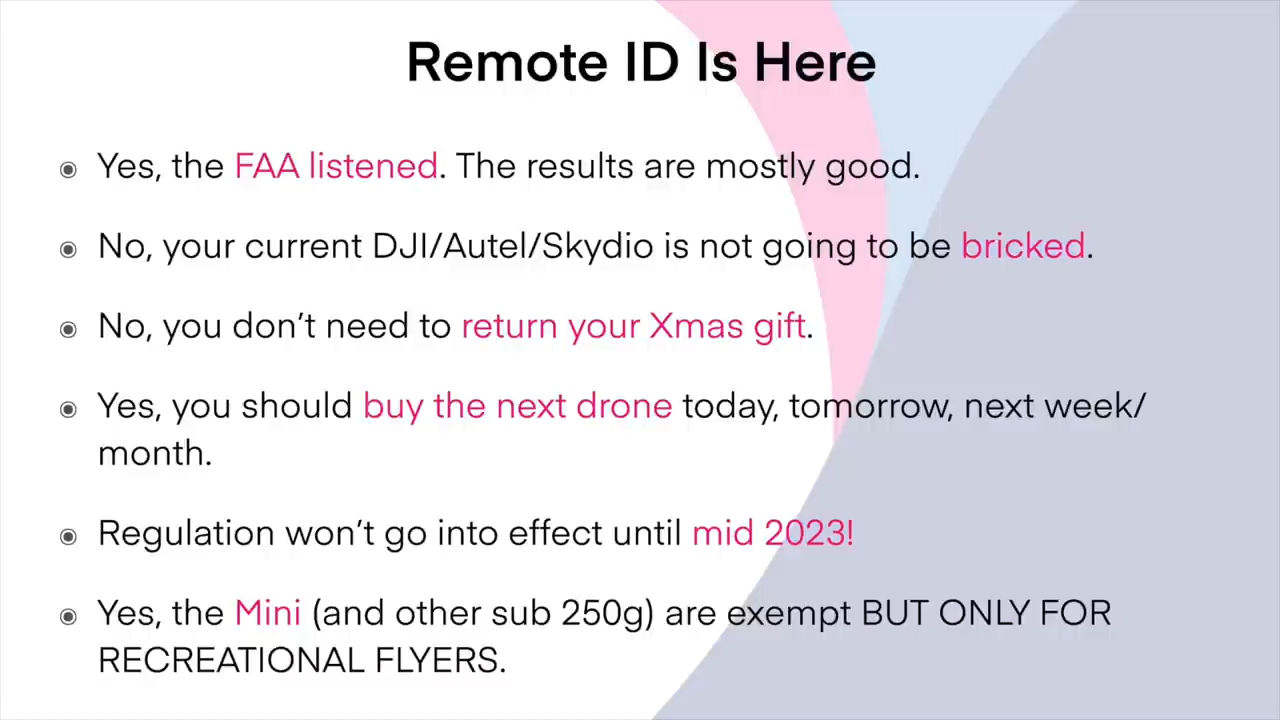 Remote ID Is Here
Yes, the FAA listened. The results are mostly good.
No, your current DJI/Autel/Skydio is not going to be bricked.
No, you don’t need to return your Xmas gift.
Yes, you should buy the next drone today, tomorrow, next week/
month.
Regulation won’t go into effect until mid 2023!
Yes, the Mini (and other sub 250g) are exempt BUT ONLY FOR
RECREATIONAL FLYERS.